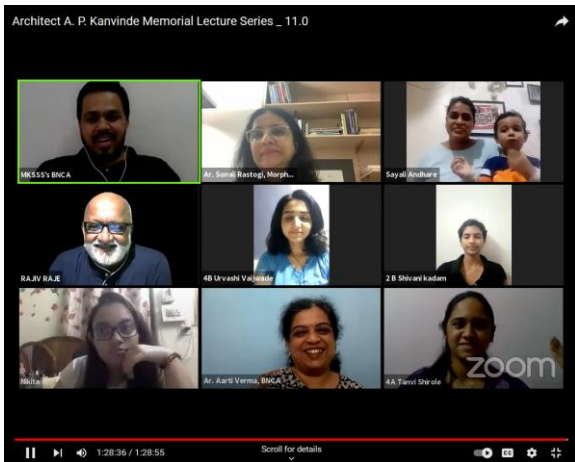 Architect A. P. Kanvinde Memorial Lecture Series _ 11.0
MKSSS's BNCA
Ar. Sonali Rastogi, Morph...
Sayali Andhare
RAJIV RAJE
4B Urvashi Vaijwade
2 B Shivani kadam
Nikita
Ar. Aarti Verma, BNCA
4A Tanvi Shirole
zoom
1:28:36 / 1:28:55
Scroll for details
CC